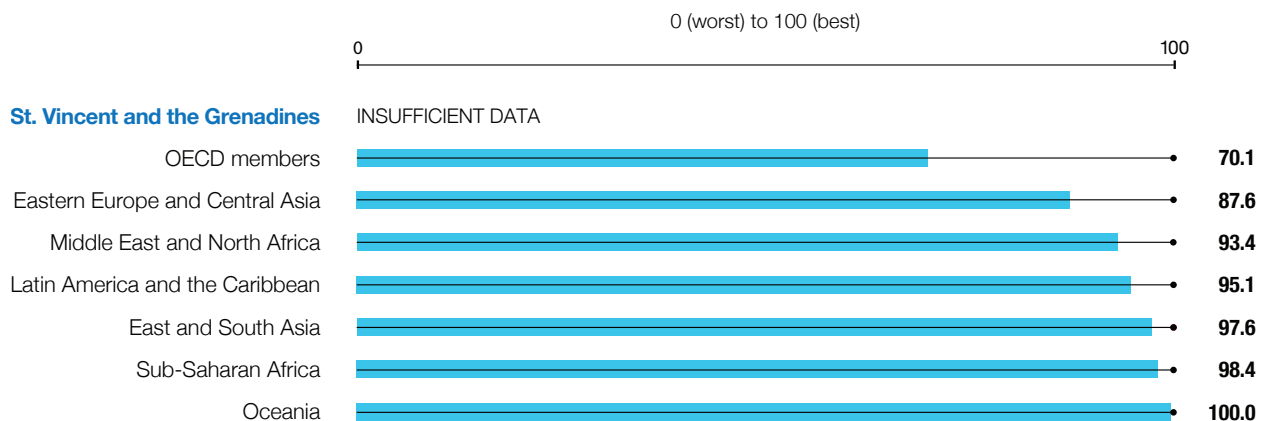 0 (worst) to 100 (best)
0 100
St. Vincent and the Grenadines INSUFFICIENT DATA
OECD members 70.1
Eastern Europe and Central Asia 87.6
Middle East and North Africa 93.4
Latin America and the Caribbean 95.1
East and South Asia 97.6
Sub-Saharan Africa 98.4
Oceania 100.0